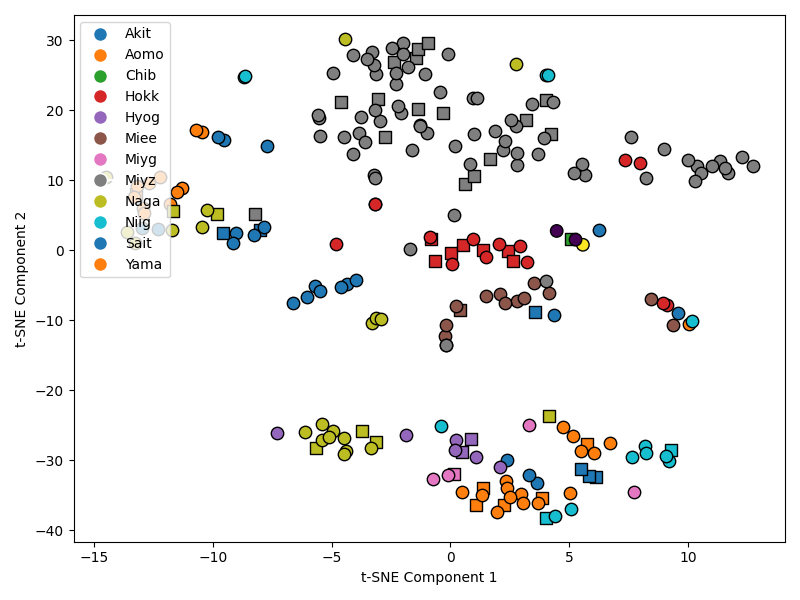 30
20
10
0
−10
−20
−30
−40
t-SNE Component 2
Akit
Aomo
Chib
Hokk
Hyog
Miee
Miyg
Miyz
Naga
Niig
Sait
Yama
−15
−10
−5
0
5
10
t-SNE Component 1